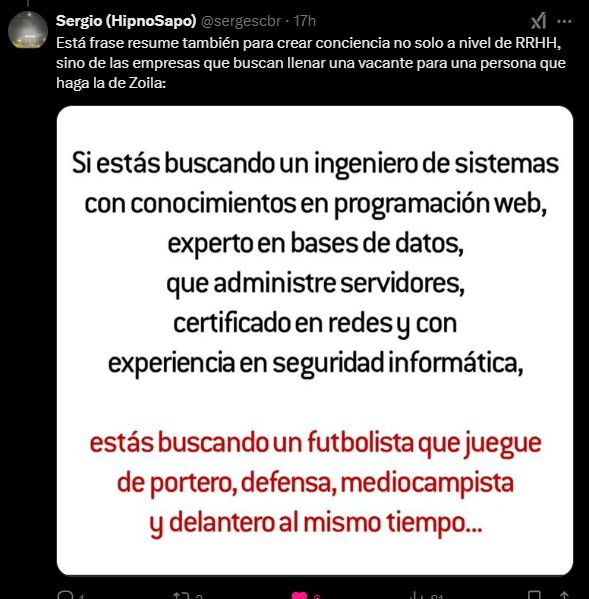 Sergio (HipnoSapo) @sergescbr · 17h
Está frase resume también para crear conciencia no solo a nivel de RRHH,
sino de las empresas que buscan llenar una vacante para una persona que
haga la de Zoila:
Si estás buscando un ingeniero de sistemas
con conocimientos en programación web,
experto en bases de datos,
que administre servidores,
certificado en redes y con
experiencia en seguridad informática,
estás buscando un futbolista que juegue
de portero, defensa, mediocampista
y delantero al mismo tiempo...